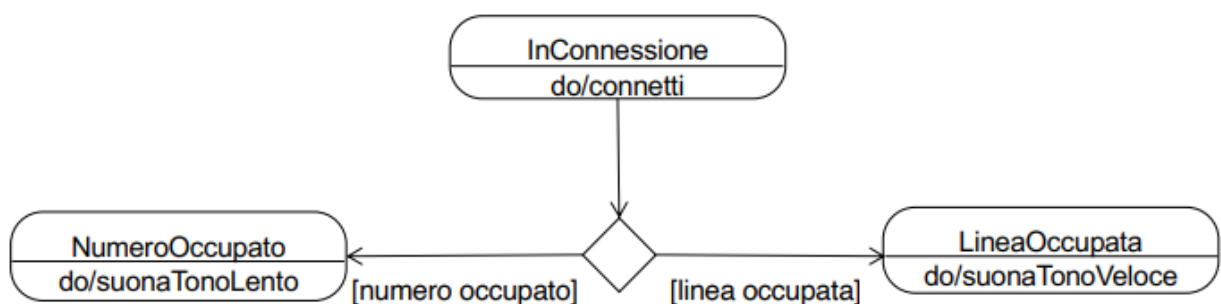 InConnessione
do/connetti
NumeroOccupato
do/suonaTonoLento
[numero occupato]
[linea occupata]
LineaOccupata
do/suonaTonoVeloce